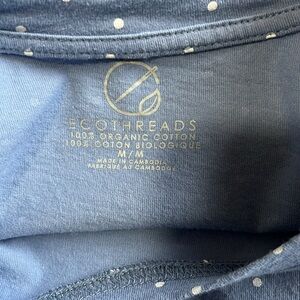 ECOTHREADS
100% ORGANIC COTTON
100% COTON BIOLOGIQUE
M/M
MADE IN CAMBODIA
FABRIQUÉ AU CAMBODGE